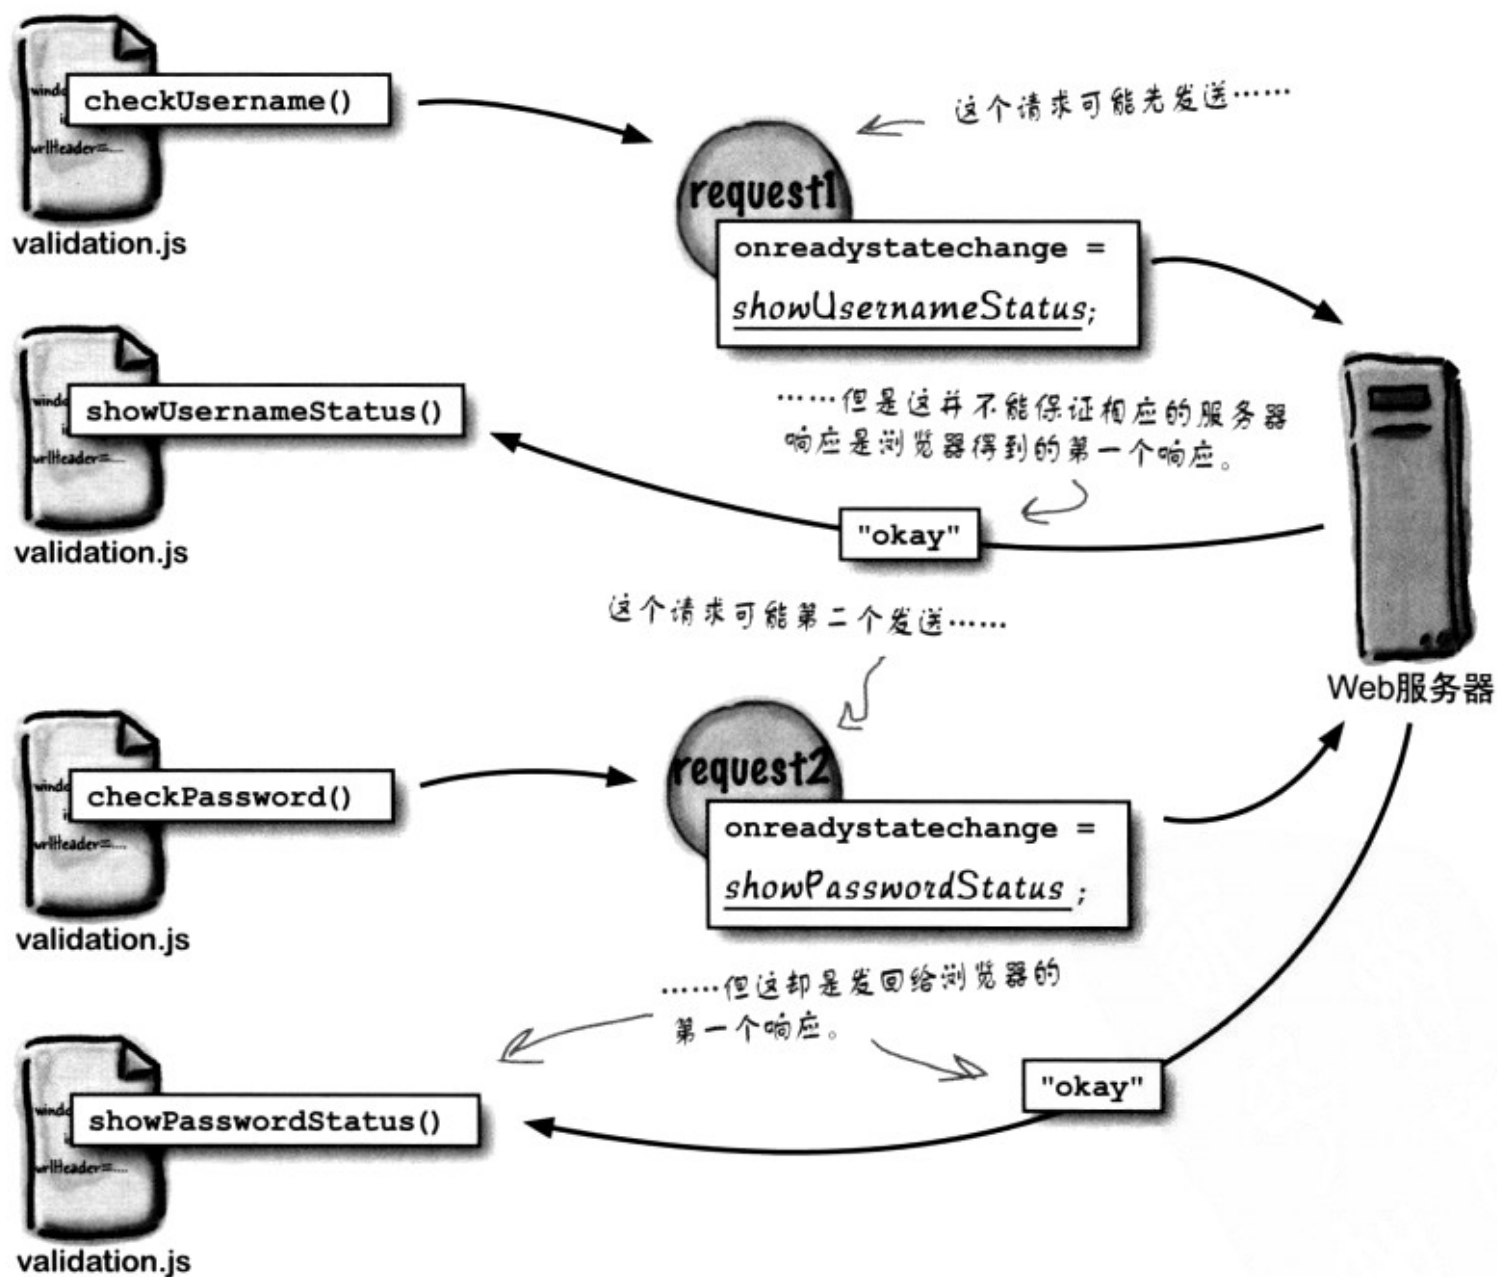 checkUsername()
urlHeader=....
validation.js
这个请求可能先发送……
request1
onreadystatechange =
showUsernameStatus;
showUsernameStatus()
urlHeader=....
validation.js
……但是这并不能保证相应的服务器
响应是浏览器得到的第一个响应。
"okay"
Web服务器
这个请求可能第二个发送……
checkPassword()
urlHeader=....
validation.js
request2
onreadystatechange =
showPasswordStatus ;
……但这却是发回给浏览器的
第一个响应。
"okay"
showPasswordStatus()
urlHeader=....
validation.js